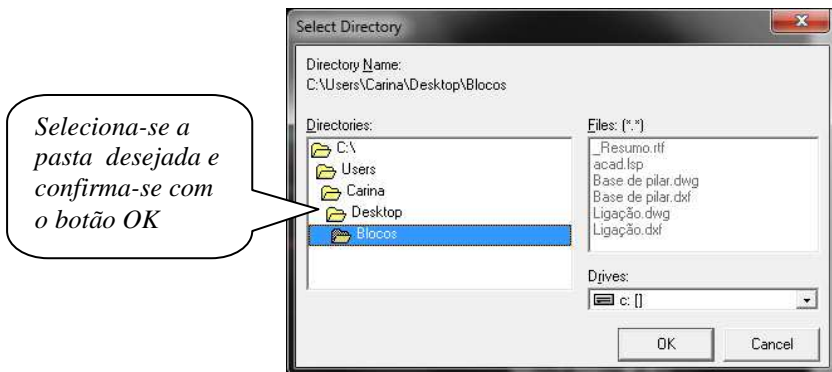 Select Directory
Directory Name:
C:\Users\Carina\Desktop\Blocos
Seleciona-se a
pasta desejada e
confirma-se com
o botão OK
Directories:
C:\
Users
Carina
Desktop
Blocos
Files: (*.*)
_Resumo.rtf
acad.lsp
Base de pilar.dwg
Base de pilar.dxf
Ligação.dwg
Ligação.dxf
Drives:
c: []
OK
Cancel